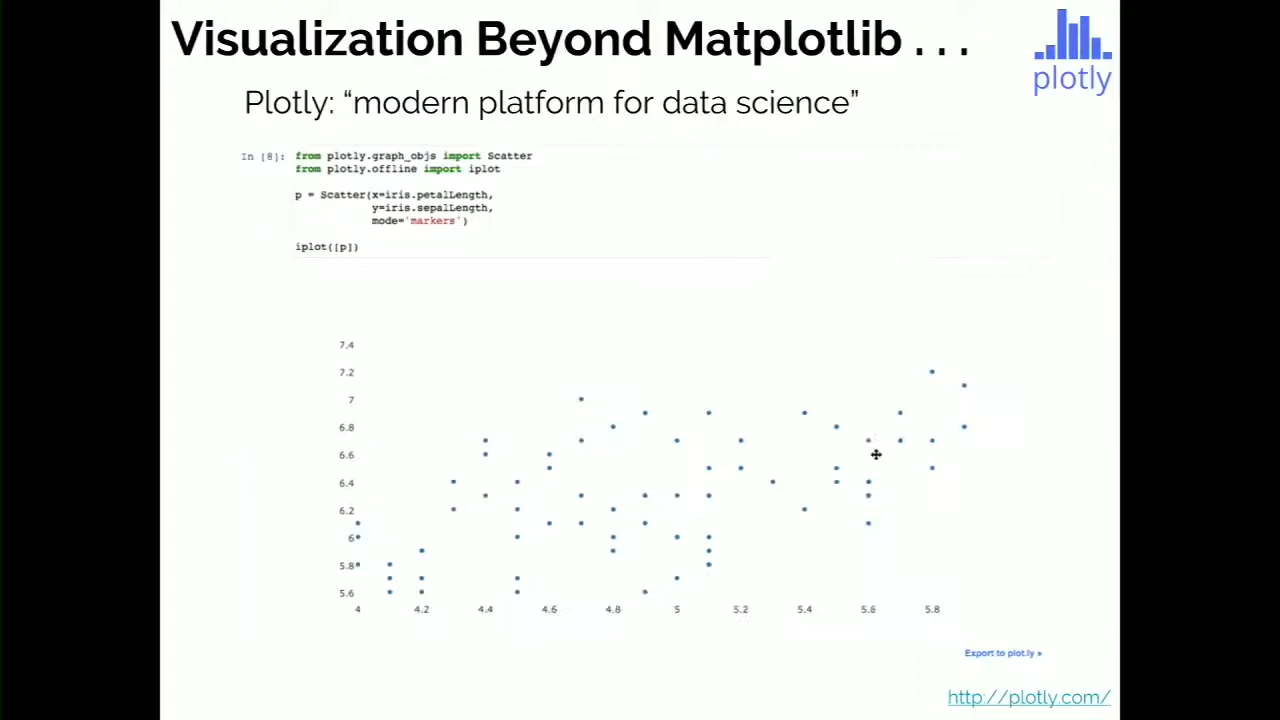 Visualization Beyond Matplotlib . . .
plotly
Plotly: “modern platform for data science”
In [8]: from plotly.graph_objs import Scatter
from plotly.offline import iplot
p = Scatter(x=iris.petalLength,
y=iris.sepalLength,
mode='markers')
iplot([p])
7.4
7.2
7
6.8
6.6
6.4
6.2
6
5.8
5.6
4 4.2 4.4 4.6 4.8 5 5.2 5.4 5.6 5.8
Export to plot.ly »
http://plotly.com/